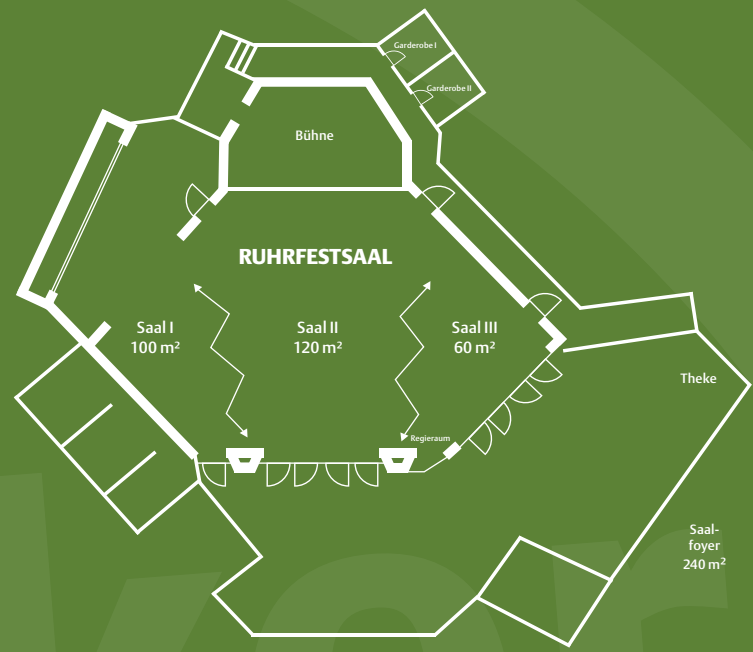 Garderobe I
Garderobe II
Bühne
RUHRFESTSAAL
Saal I
100 m²
Saal II
120 m²
Saal III
60 m²
Theke
Regieraum
Saal-
foyer
240 m²